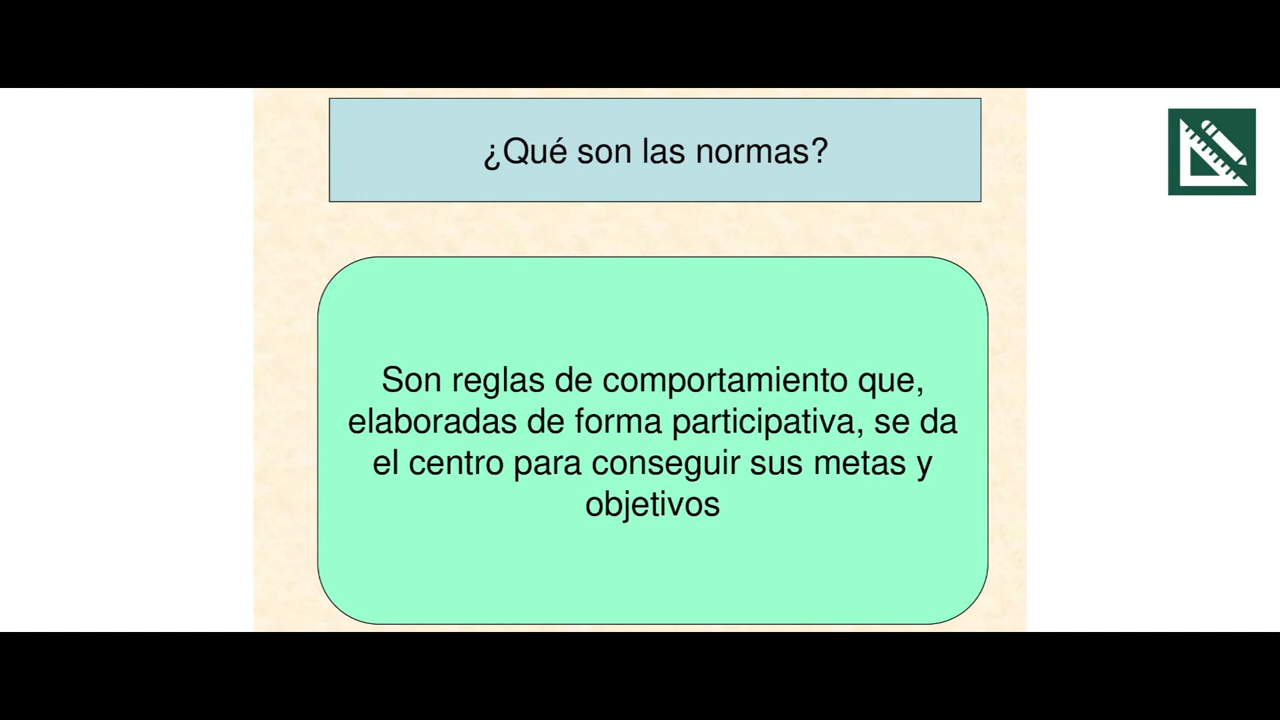 ¿Qué son las normas?
Son reglas de comportamiento que,
elaboradas de forma participativa, se da
el centro para conseguir sus metas y
objetivos